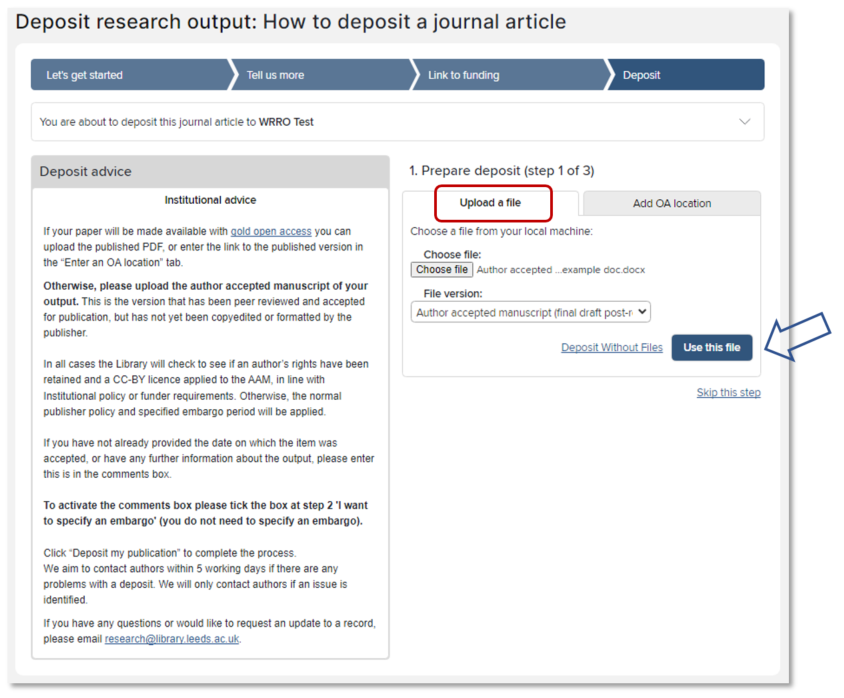 Deposit research output: How to deposit a journal article
Let's get started
Tell us more
Link to funding
Deposit
You are about to deposit this journal article to WRRO Test
Deposit advice
Institutional advice
If your paper will be made available with gold open access you can
upload the published PDF, or enter the link to the published version in
the "Enter an OA location" tab.
Otherwise, please upload the author accepted manuscript of your
output. This is the version that has been peer reviewed and accepted
for publication, but has not yet been copyedited or formatted by the
publisher.
In all cases the Library will check to see if an author's rights have been
retained and a CC-BY licence applied to the AAM, in line with
Institutional policy or funder requirements. Otherwise, the normal
publisher policy and specified embargo period will be applied.
If you have not already provided the date on which the item was
accepted, or have any further information about the output, please enter
this is in the comments box.
To activate the comments box please tick the box at step 2 'I want
to specify an embargo' (you do not need to specify an embargo).
Click "Deposit my publication" to complete the process.
We aim to contact authors within 5 working days if there are any
problems with a deposit. We will only contact authors if an issue is
identified.
If you have any questions or would like to request an update to a record,
please email research@library.leeds.ac.uk.
1. Prepare deposit (step 1 of 3)
Upload a file
Add OA location
Choose a file from your local machine:
Choose file:
Choose file Author accepted ...example doc.docx
File version:
Author accepted manuscript (final draft post-r
Deposit Without Files
Use this file
Skip this step